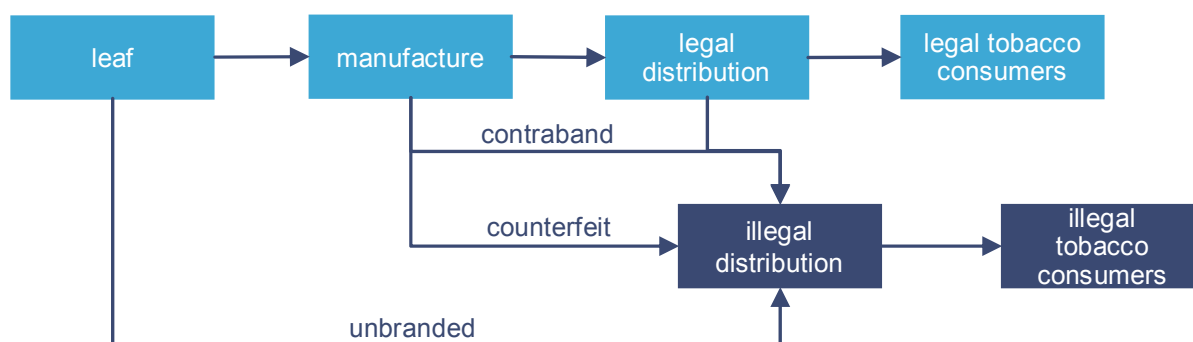 leaf
manufacture
legal
distribution
legal tobacco
consumers
contraband
counterfeit
illegal
distribution
illegal
tobacco
consumers
unbranded